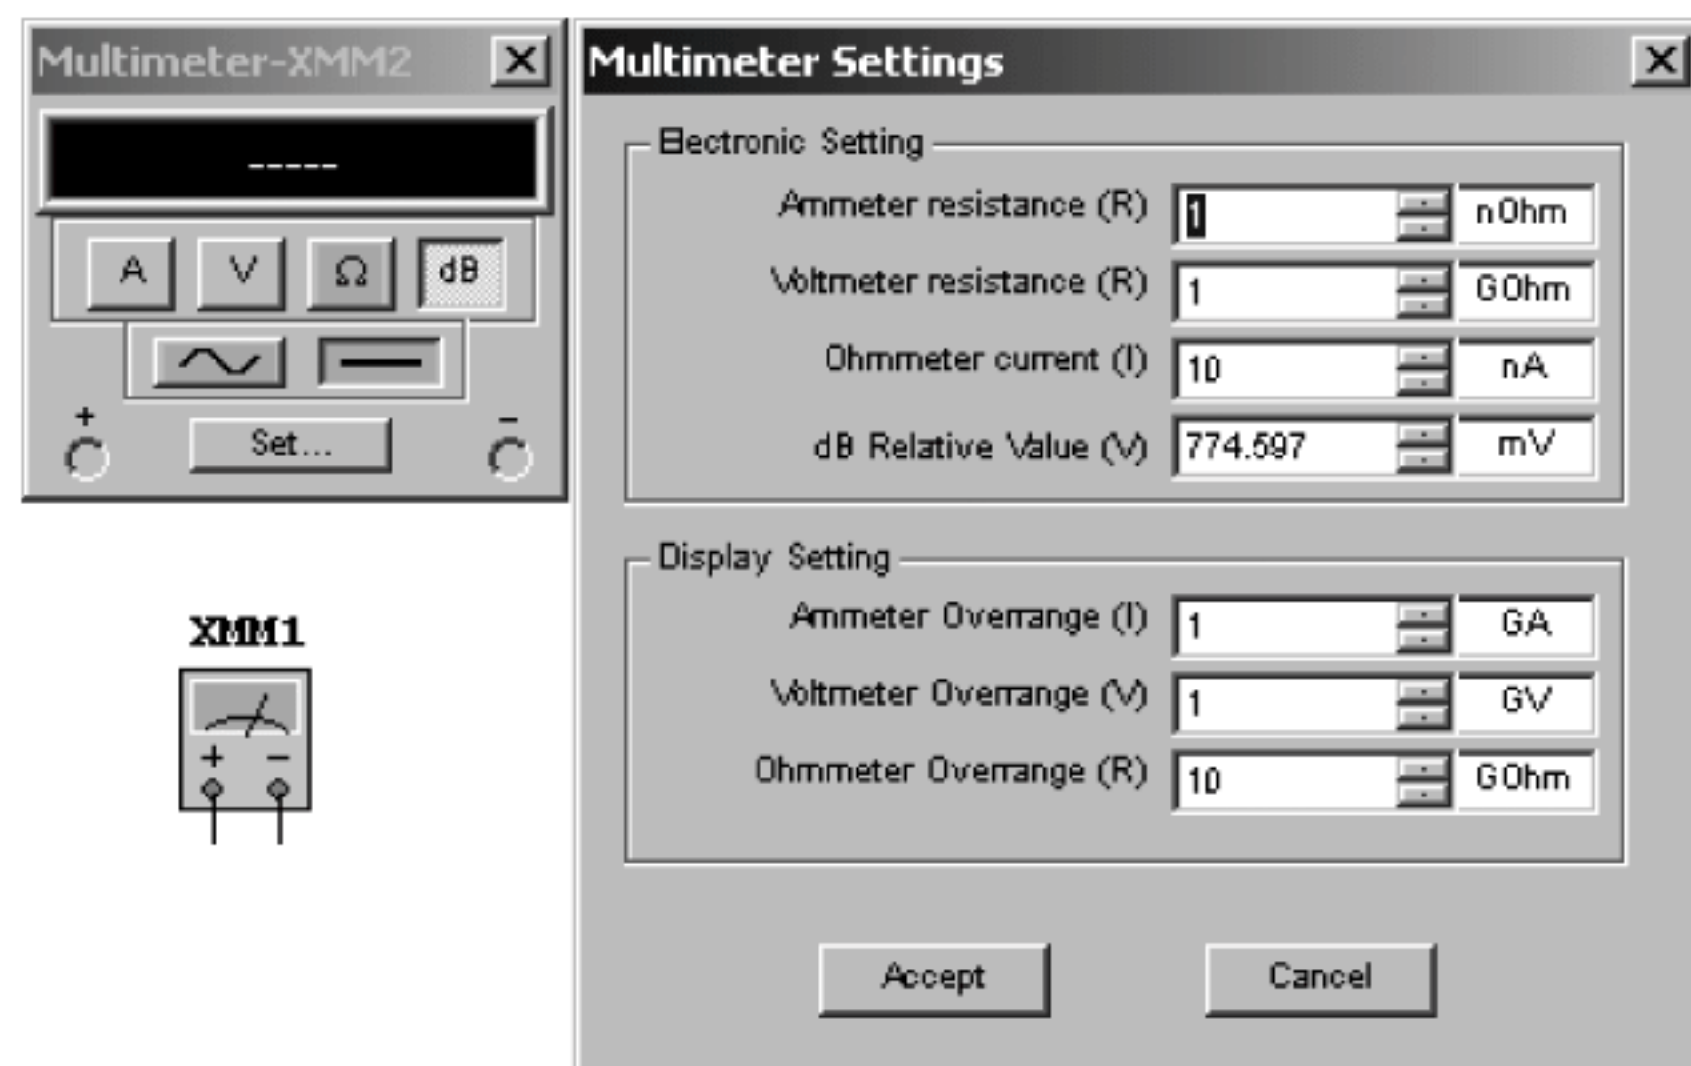 Multimeter-XMM2
-----
A V Ω dB
+ −
Set...
XMM1
+ −
Multimeter Settings
Electronic Setting
Ammeter resistance (R) 1 nOhm
Voltmeter resistance (R) 1 GOhm
Ohmmeter current (I) 10 nA
dB Relative Value (V) 774.597 mV
Display Setting
Ammeter Overrange (I) 1 GA
Voltmeter Overrange (V) 1 GV
Ohmmeter Overrange (R) 10 GOhm
Accept Cancel